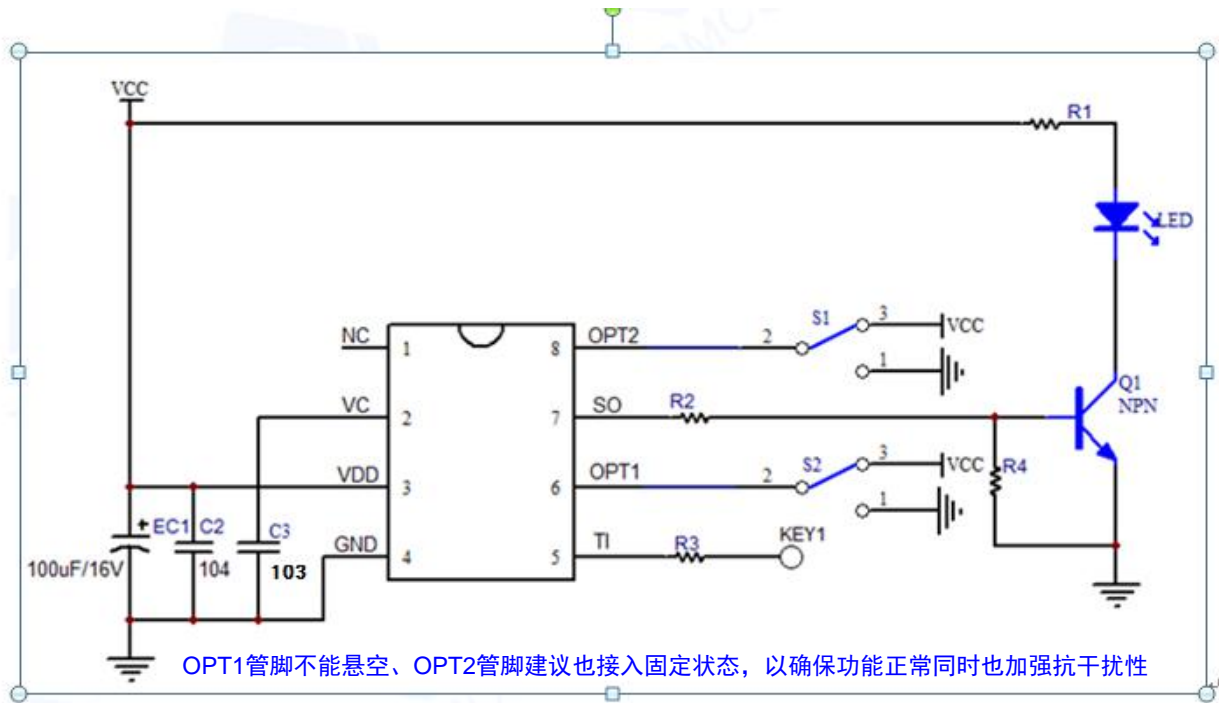 VCC
R1
LED
NC
1
8
OPT2
2
S1
3
VCC
1
VC
2
7
SO
R2
Q1
NPN
VDD
3
6
OPT1
2
S2
3
VCC
1
R4
+
EC1
C2
C3
100uF/16V
104
103
GND
4
5
TI
R3
KEY1
OPT1管脚不能悬空、OPT2管脚建议也接入固定状态，以确保功能正常同时也加强抗干扰性